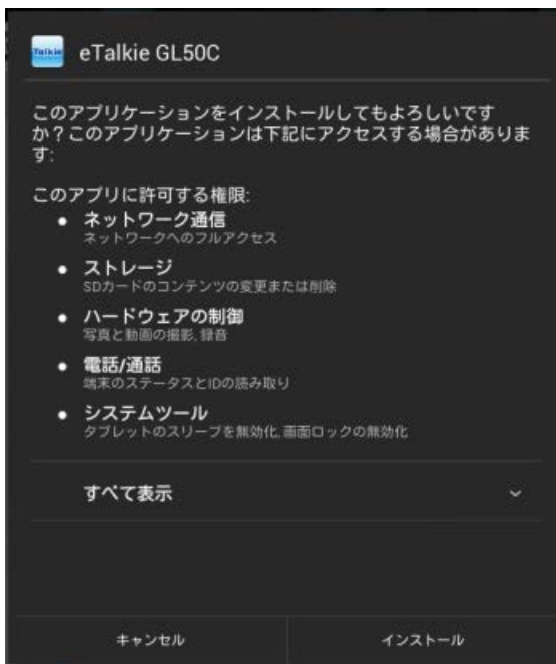 eTalkie
eTalkie GL50C
このアプリケーションをインストールしてもよろしいです
か？このアプリケーションは下記にアクセスする場合がありま
す:
このアプリに許可する権限:
● ネットワーク通信
ネットワークへのフルアクセス
● ストレージ
SDカードのコンテンツの変更または削除
● ハードウェアの制御
写真と動画の撮影, 録音
● 電話/通話
端末のステータスとIDの読み取り
● システムツール
タブレットのスリープを無効化, 画面ロックの無効化
すべて表示
キャンセル
インストール